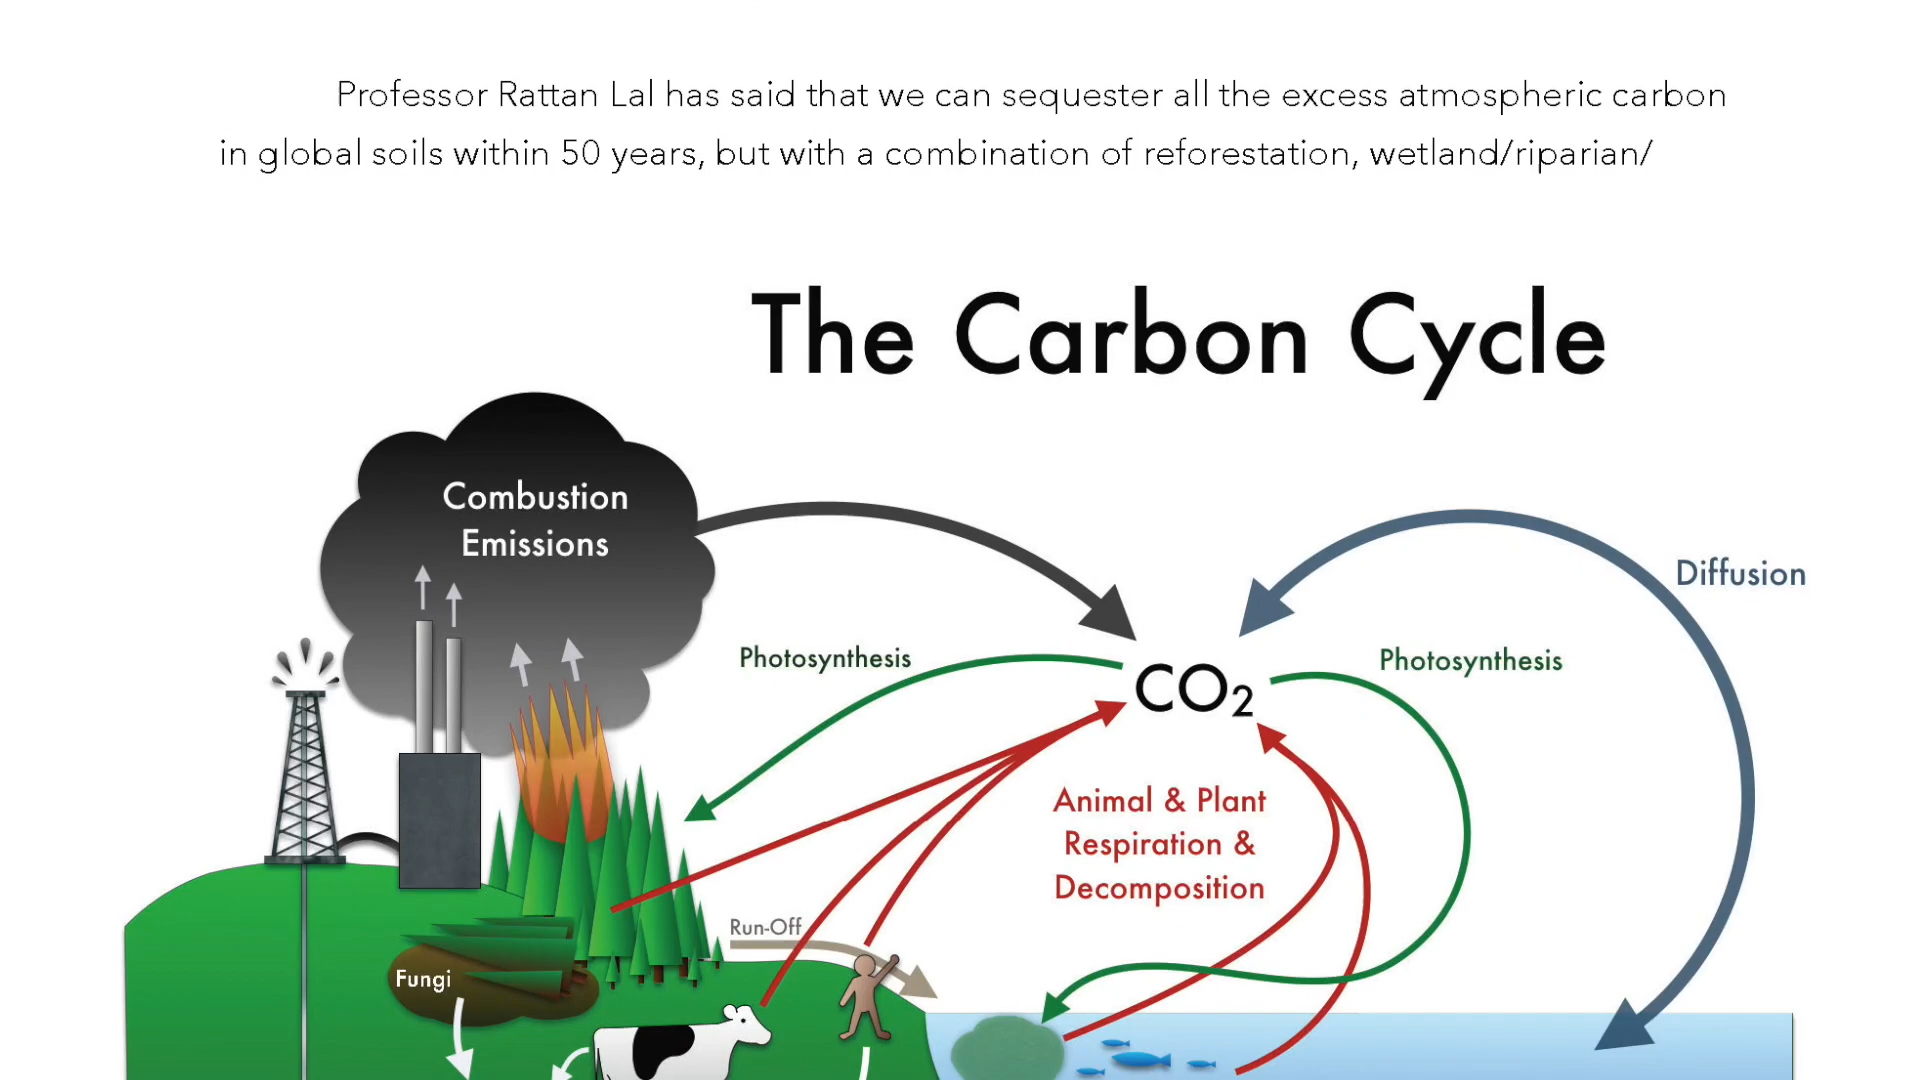 Professor Rattan Lal has said that we can sequester all the excess atmospheric carbon
in global soils within 50 years, but with a combination of reforestation, wetland/riparian/
The Carbon Cycle
Combustion
Emissions
Diffusion
Photosynthesis
CO₂
Photosynthesis
Animal & Plant
Respiration &
Decomposition
Run-Off
Fungi